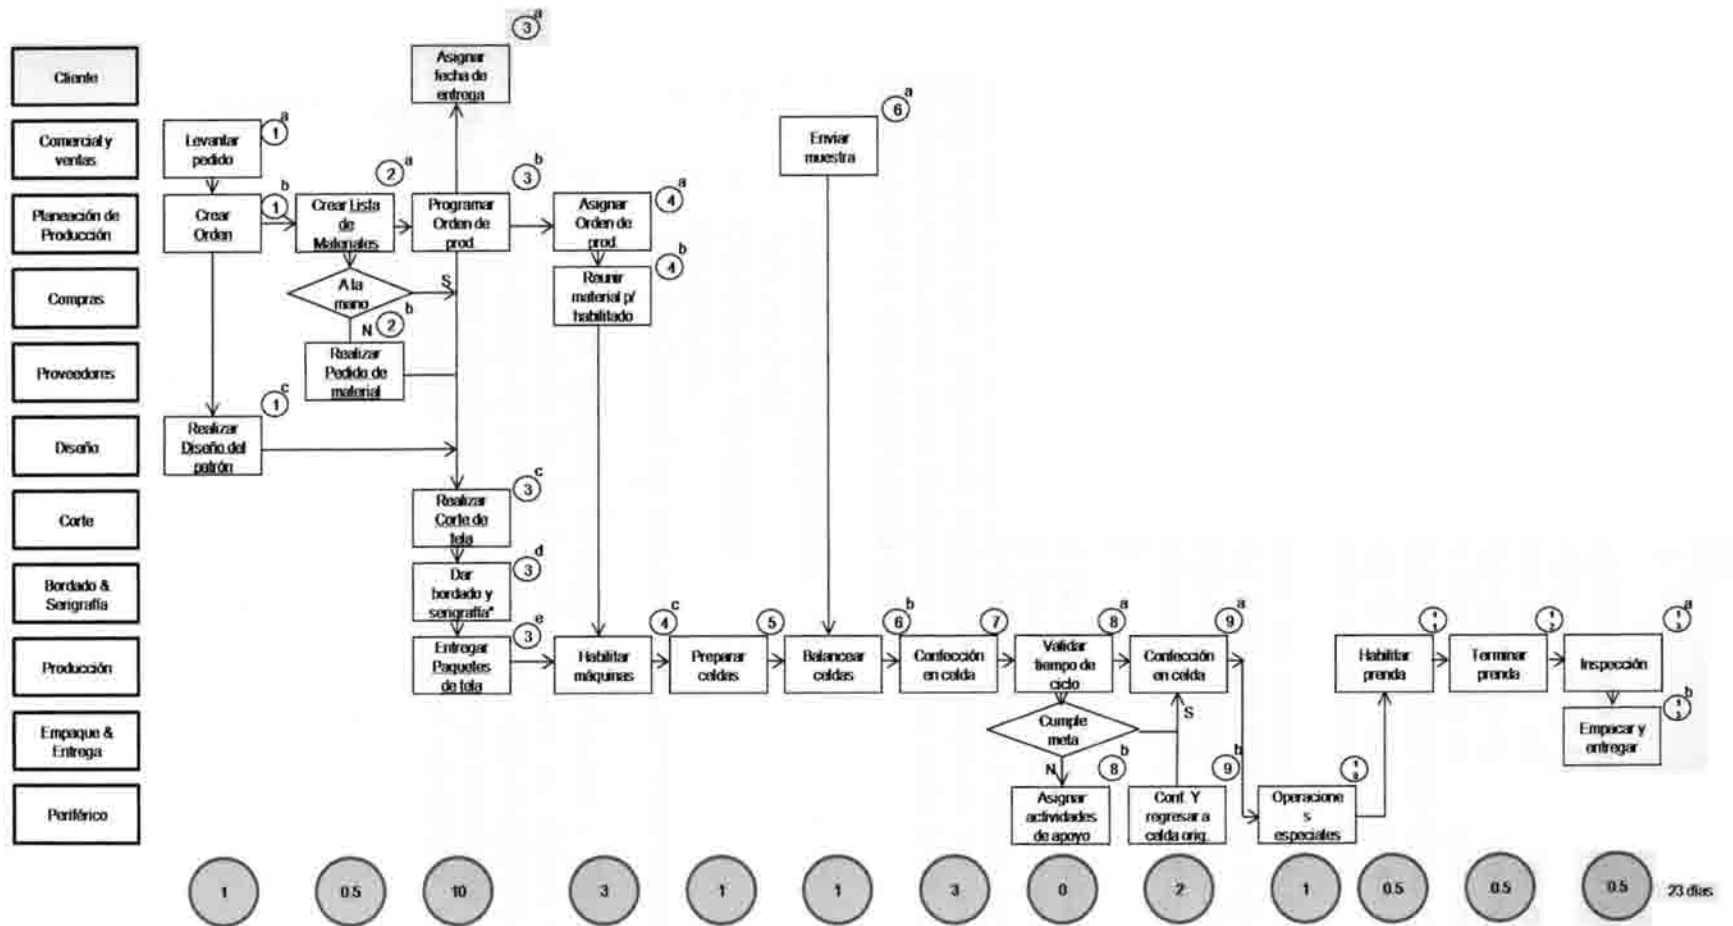 a
3
Asignar
fecha de
entrega
Cliente
Comercial y
ventas
Levantar
pedido
a
1
Enviar
muestra
a
6
Planeación de
Producción
Crear
Orden
b
1
Crear Lista
de
Materiales
a
2
Programar
Orden de
prod.
b
3
Asignar
Orden de
prod.
a
4
Compras
A la
mano
S
N
b
2
Reunir
material p/
habilitado
b
4
Proveedores
Realizar
Pedido de
material
Diseño
Realizar
Diseño del
patrón
c
1
Corte
Realizar
Corte de
tela
c
3
Bordado &
Serigrafía
Dar
bordado y
serigrafía*
d
3
Producción
Entregar
Paquetes
de tela
e
3
Habilitar
máquinas
c
4
Preparar
celdas
5
Balancear
celdas
b
6
Confección
en celda
7
Validar
tiempo de
ciclo
a
8
Confección
en celda
a
9
Habilitar
prenda
Terminar
prenda
1
2
Inspección
a
1
3
Empaque &
Entrega
Cumple
meta
S
N
b
8
b
9
Empacar y
entregar
b
1
3
Periférico
Asignar
actividades
de apoyo
Conf. Y
regresar a
celda orig.
Operacione
s
especiales
1
0.5
10
3
1
1
3
0
2
1
0.5
0.5
0.5
23 días